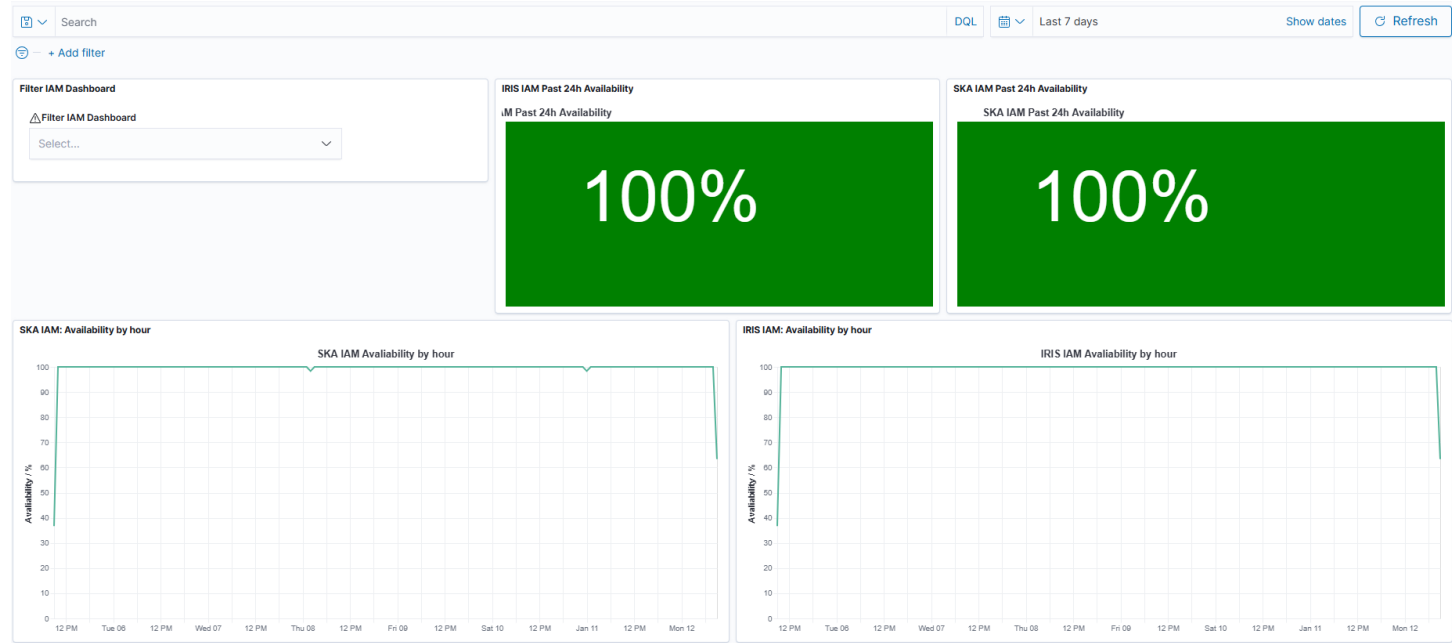 Search
DQL
Last 7 days
Show dates
Refresh
+ Add filter
Filter IAM Dashboard
Filter IAM Dashboard
Select...
IRIS IAM Past 24h Availability
M Past 24h Availability
100%
SKA IAM Past 24h Availability
SKA IAM Past 24h Availability
100%
SKA IAM: Availability by hour
SKA IAM Avaliability by hour
Avaliability / %
100
90
80
70
60
50
40
30
20
10
0
12 PM Tue 06 12 PM Wed 07 12 PM Thu 08 12 PM Fri 09 12 PM Sat 10 12 PM Jan 11 12 PM Mon 12
IRIS IAM: Availability by hour
IRIS IAM Avaliability by hour
Avaliability / %
100
90
80
70
60
50
40
30
20
10
0
12 PM Tue 06 12 PM Wed 07 12 PM Thu 08 12 PM Fri 09 12 PM Sat 10 12 PM Jan 11 12 PM Mon 12